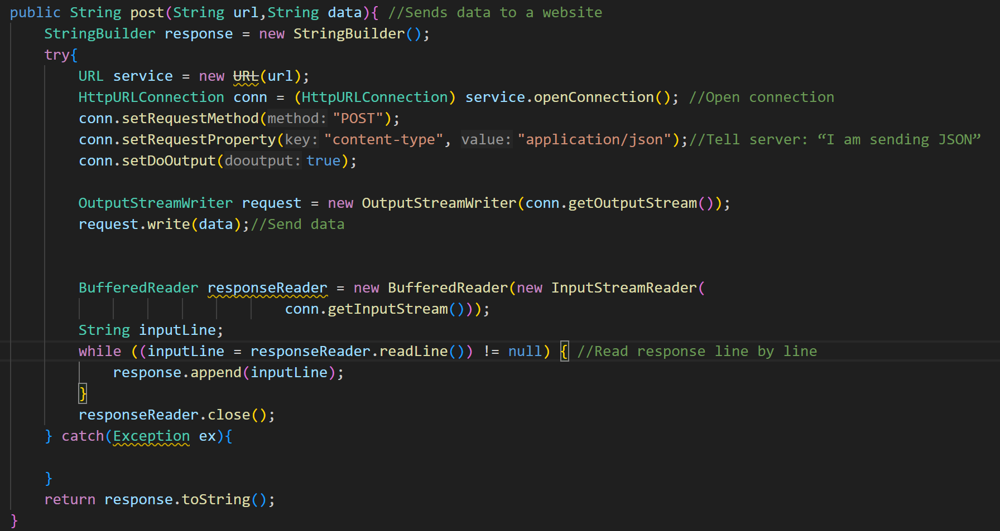 public String post(String url,String data){ //Sends data to a website
    StringBuilder response = new StringBuilder();
    try{
        URL service = new URL(url);
        HttpURLConnection conn = (HttpURLConnection) service.openConnection(); //Open connection
        conn.setRequestMethod(method: "POST");
        conn.setRequestProperty(key: "content-type", value: "application/json");//Tell server: “I am sending JSON”
        conn.setDoOutput(dooutput: true);

        OutputStreamWriter request = new OutputStreamWriter(conn.getOutputStream());
        request.write(data);//Send data

        BufferedReader responseReader = new BufferedReader(new InputStreamReader(
                                conn.getInputStream()));
        String inputLine;
        while ((inputLine = responseReader.readLine()) != null) { //Read response line by line
            response.append(inputLine);
        }
        responseReader.close();
    } catch(Exception ex){

    }
    return response.toString();
}